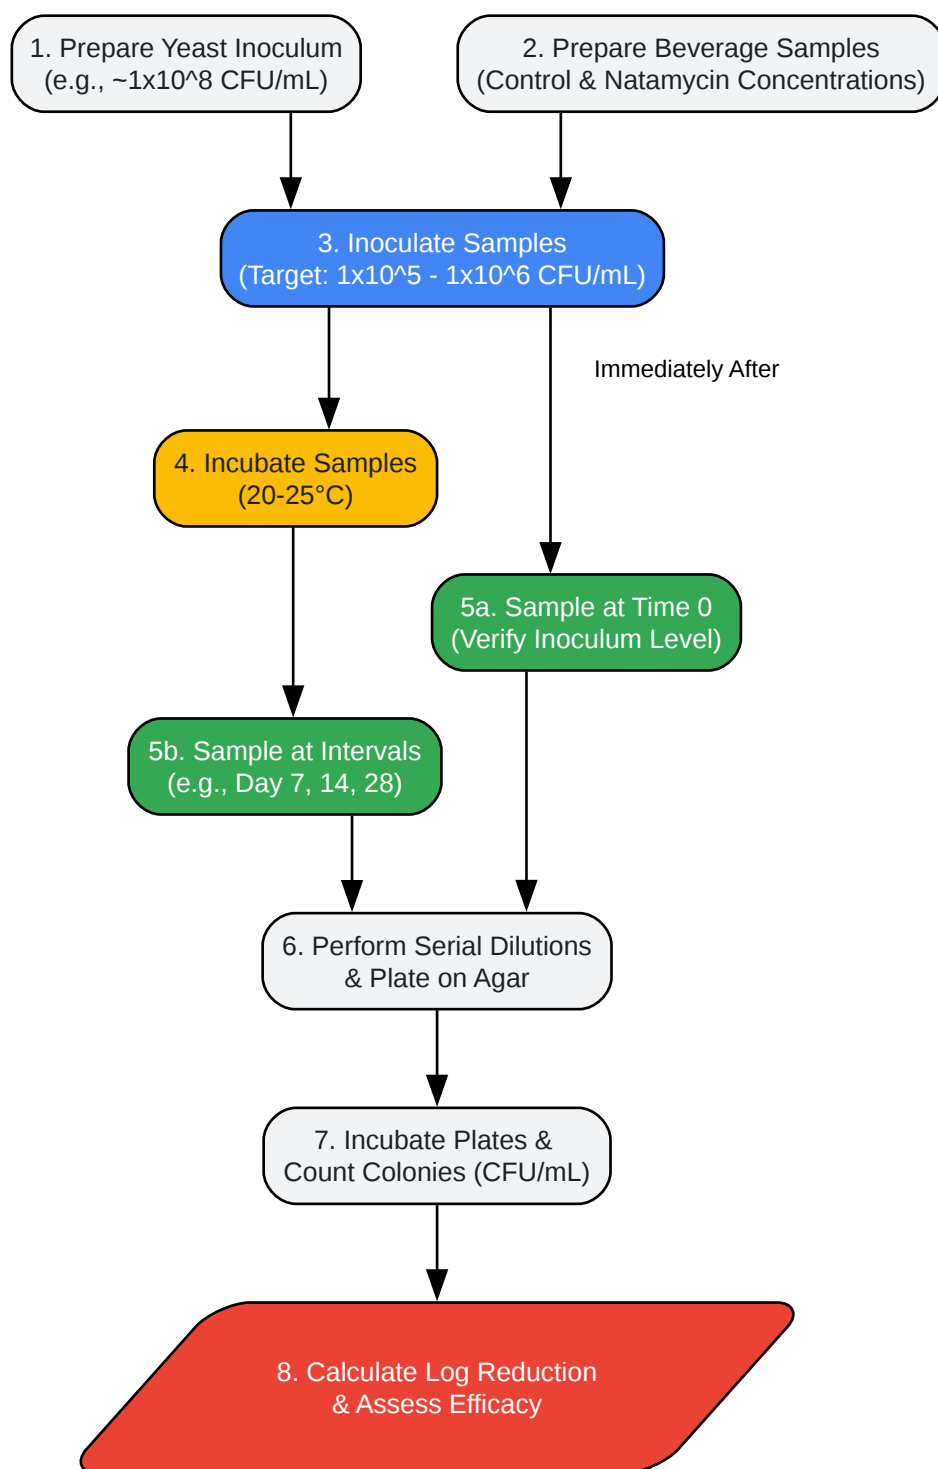 1. Prepare Yeast Inoculum
(e.g., ~1x10^8 CFU/mL)
2. Prepare Beverage Samples
(Control & Natamycin Concentrations)
3. Inoculate Samples
(Target: 1x10^5 - 1x10^6 CFU/mL)
Immediately After
4. Incubate Samples
(20-25°C)
5a. Sample at Time 0
(Verify Inoculum Level)
5b. Sample at Intervals
(e.g., Day 7, 14, 28)
6. Perform Serial Dilutions
& Plate on Agar
7. Incubate Plates &
Count Colonies (CFU/mL)
8. Calculate Log Reduction
& Assess Efficacy